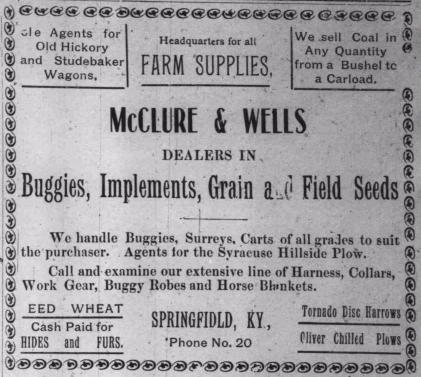 le Agents for
Old Hickory
and Studebaker
Wagons.
Headquarters for all
FARM SUPPLIES,
We sell Coal in
Any Quantity
from a Bushel to
a Carload.
McCLURE & WELLS
DEALERS IN
Buggies, Implements, Grain and Field Seeds
We handle Buggies, Surreys, Carts of all grades to suit
the purchaser. Agents for the Syracuse Hillside Plow.
Call and examine our extensive line of Harness, Collars,
Work Gear, Buggy Robes and Horse Blankets.
EED WHEAT
Cash Paid for
HIDES and FURS.
SPRINGFIDLD, KY.,
'Phone No. 20
Tornado Disc Harrows
Oliver Chilled Plows